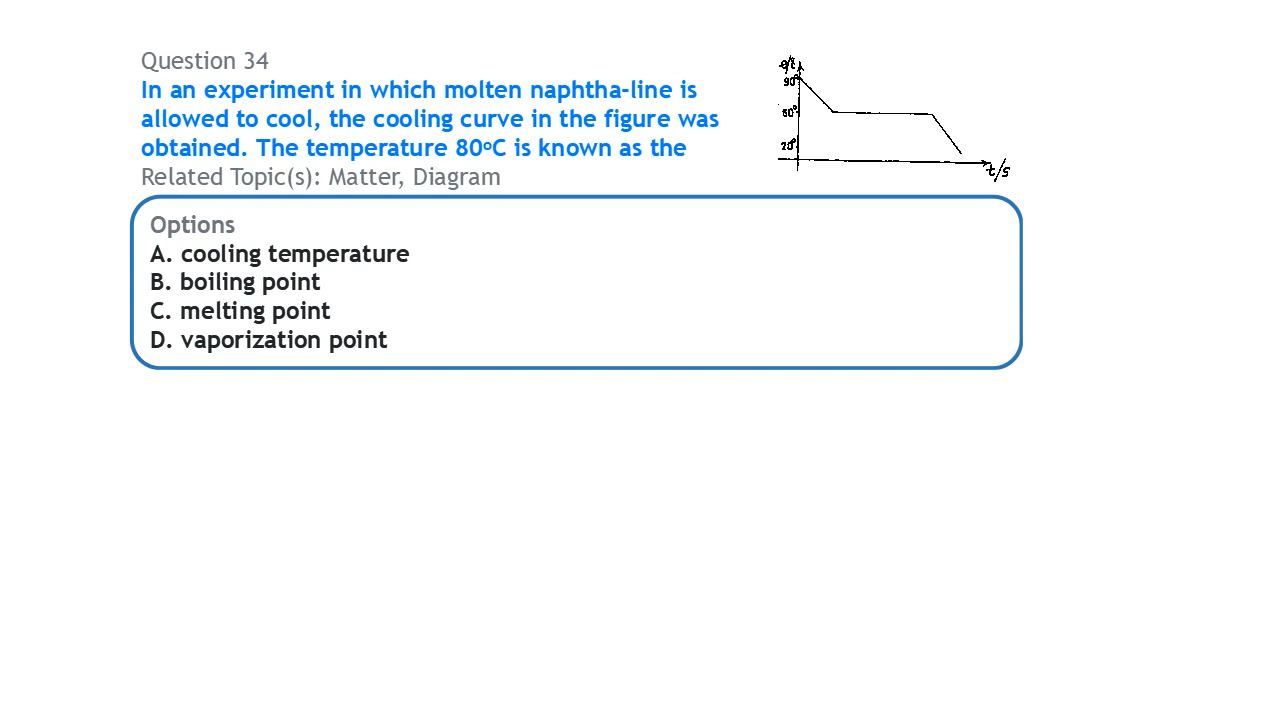 Question 34
In an experiment in which molten naphtha-line is
allowed to cool, the cooling curve in the figure was
obtained. The temperature 80oC is known as the
Related Topic(s): Matter, Diagram
90°
20°
t/s
Options
A. cooling temperature
B. boiling point
C. melting point
D. vaporization point